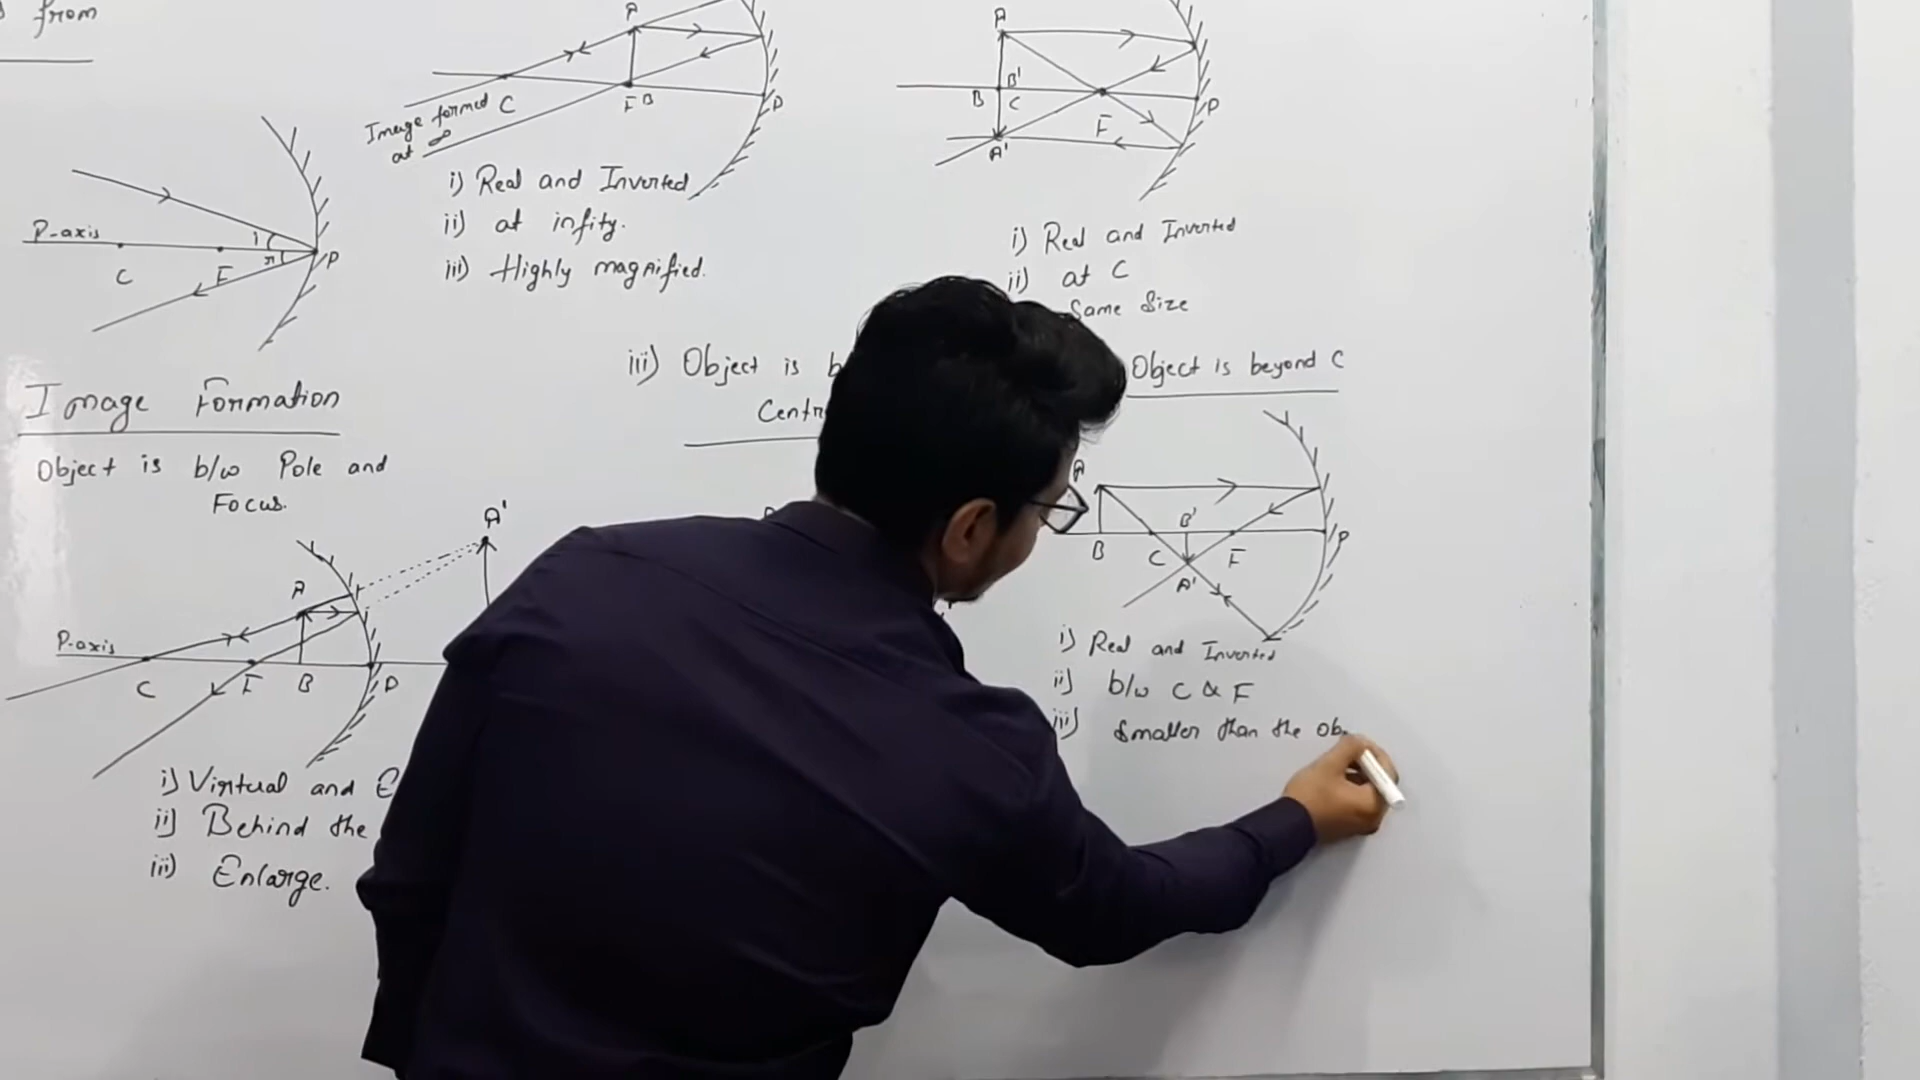 from
P-axis
C
F
i
r
P
Image Formation
Object is b/w Pole and
Focus.
A'
A
P-axis
C
F
B
P
i) Virtual and
ii) Behind the
iii) Enlarge.
A
Image formed
at ∞
C
F B
P
i) Real and Inverted
ii) at infity.
iii) Highly magnified.
A
B'
B
C
F
A'
P
i) Real and Inverted
ii) at C
Same Size
iii) Object is
Object is beyond C
A
B'
B
C
F
P
A'
i) Real and Inverted
ii) b/w C & F
iii) Smaller than the ob